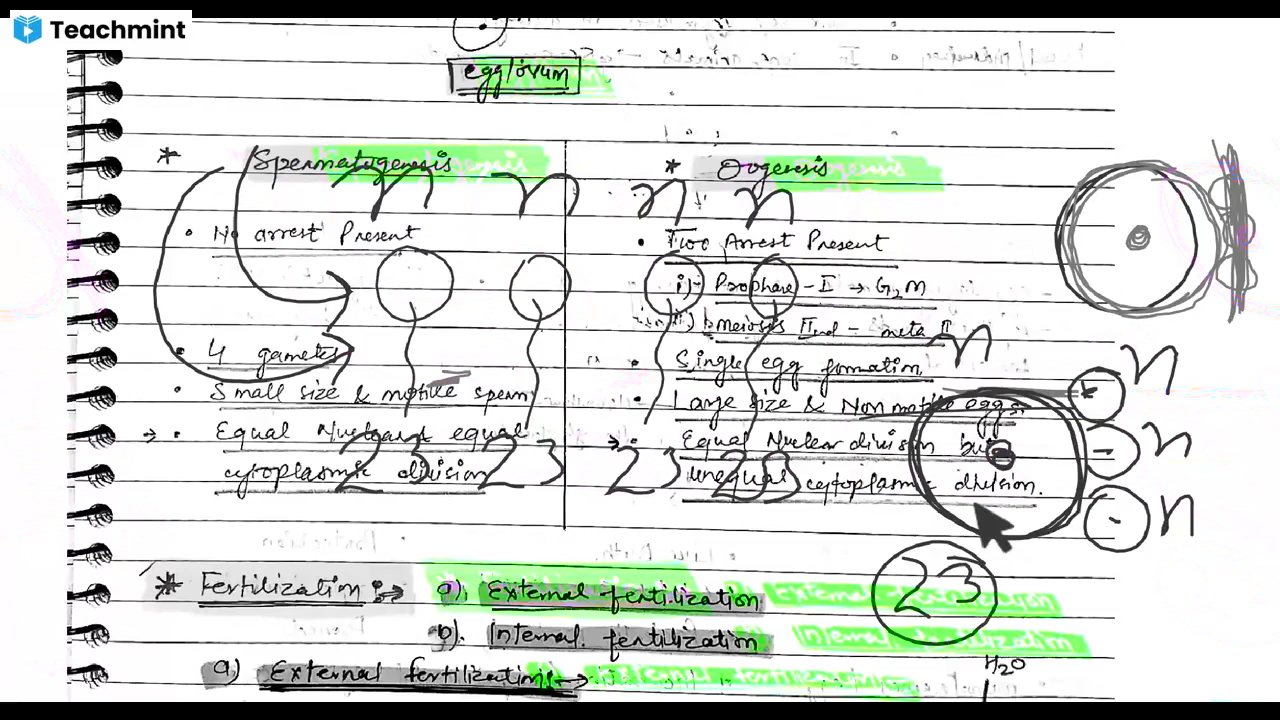 Teachmint
egg/ovum
* Spermatogenesis
n n n n
• No arrest Present
• 4 gametes
• Small size & motile sperm
→ • Equal Nuclear equal
cytoplasmic division
23 23 23 23
* Oogenesis
• Two Arrest Present
i) Prophase - I → G2M
ii) meiosis IInd - meta II
• Single egg formation
• Large size & Non motile eggs.
→ • Equal Nuclear division but
unequal cytoplasmic division.
n
n
n
n
23
* Fertilization :→ a). External fertilization
b). Internal fertilization
a) External fertilization :→
H2O